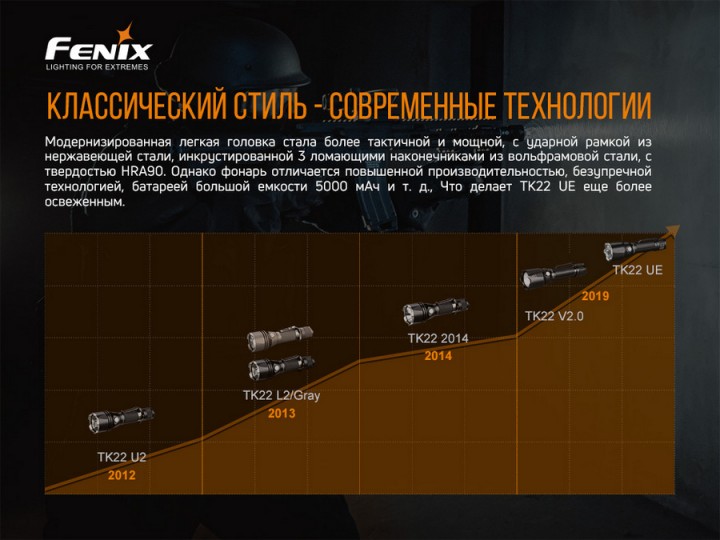 FENIX
LIGHTING FOR EXTREMES
КЛАССИЧЕСКИЙ СТИЛЬ - СОВРЕМЕННЫЕ ТЕХНОЛОГИИ
Модернизированная легкая головка стала более тактичной и мощной, с ударной рамкой из
нержавеющей стали, инкрустированной 3 ломающими наконечниками из вольфрамовой стали, с
твердостью HRA90. Однако фонарь отличается повышенной производительностью, безупречной
технологией, батареей большой емкости 5000 мАч и т. д., Что делает TK22 UE еще более
освеженным.
TK22 UE
2019
TK22 V2.0
TK22 2014
2014
TK22 L2/Gray
2013
TK22 U2
2012